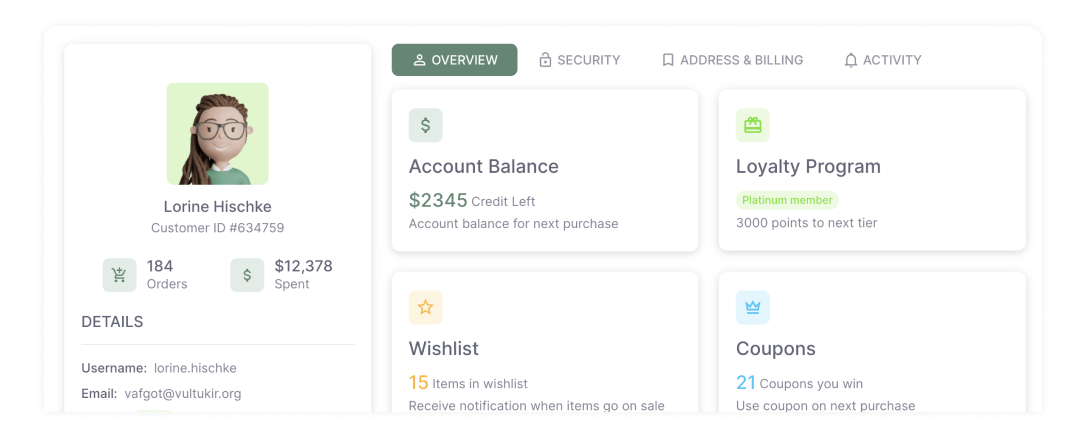 Lorine Hischke
Customer ID #634759
184
Orders
$12,378
Spent
DETAILS
Username: lorine.hischke
Email: vafgot@vultukir.org
OVERVIEW
SECURITY
ADDRESS & BILLING
ACTIVITY
Account Balance
$2345 Credit Left
Account balance for next purchase
Loyalty Program
Platinum member
3000 points to next tier
Wishlist
15 Items in wishlist
Receive notification when items go on sale
Coupons
21 Coupons you win
Use coupon on next purchase